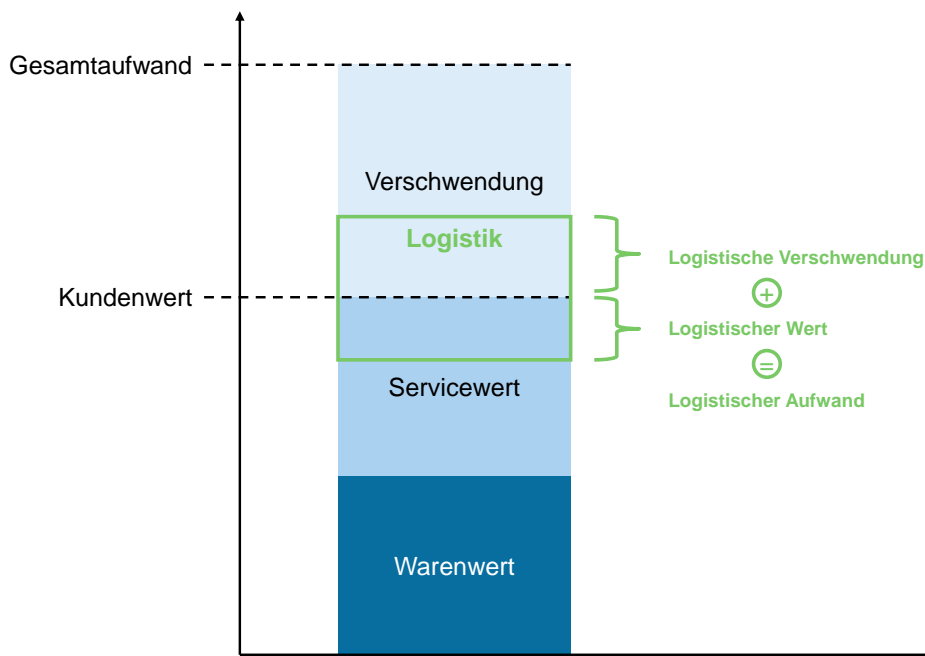 Gesamtaufwand
Verschwendung
Logistik
Logistische Verschwendung
+
Kundenwert
Logistischer Wert
=
Servicewert
Logistischer Aufwand
Warenwert